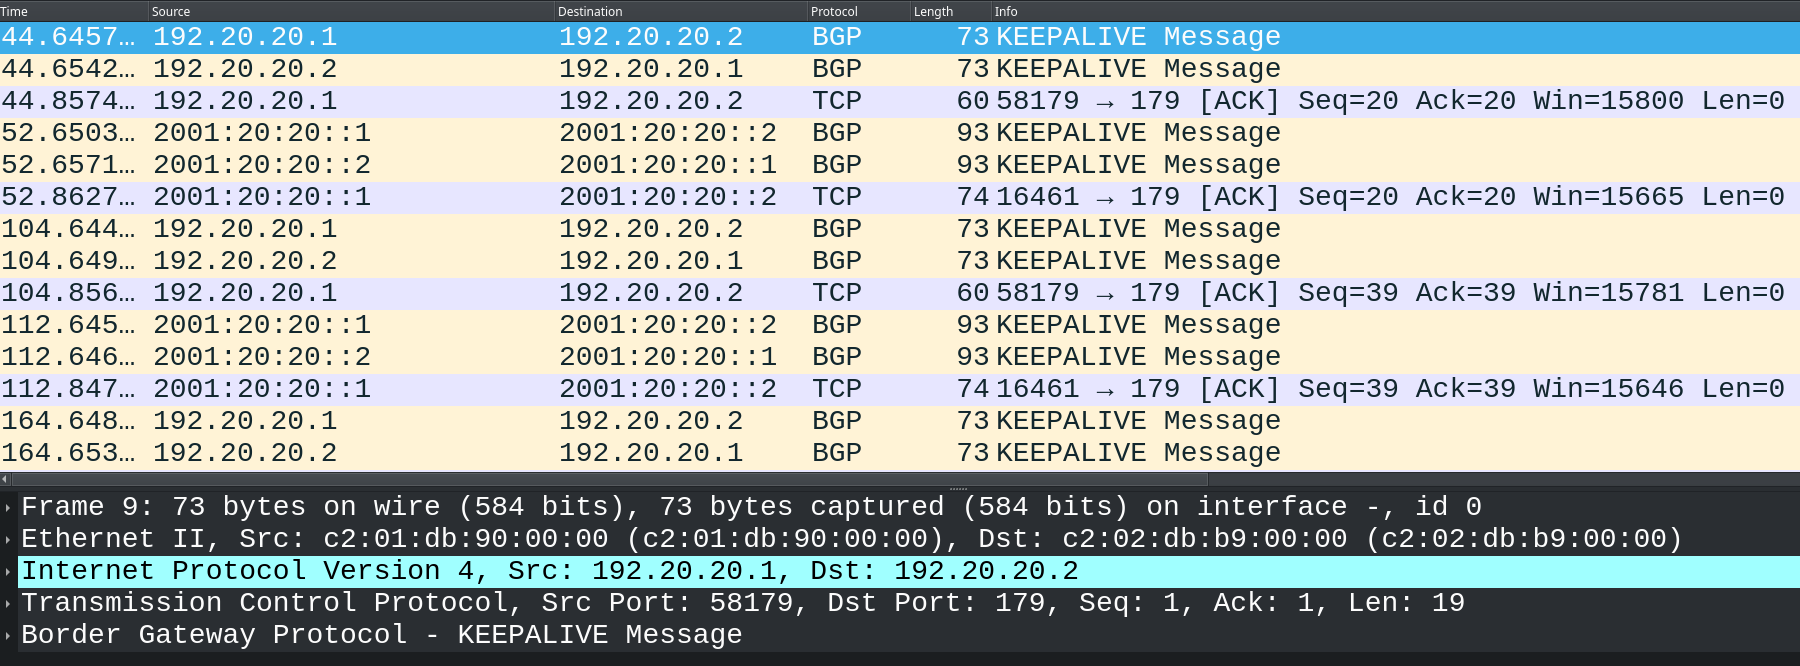 Time Source Destination Protocol Length Info
44.6457… 192.20.20.1 192.20.20.2 BGP 73 KEEPALIVE Message
44.6542… 192.20.20.2 192.20.20.1 BGP 73 KEEPALIVE Message
44.8574… 192.20.20.1 192.20.20.2 TCP 60 58179 → 179 [ACK] Seq=20 Ack=20 Win=15800 Len=0
52.6503… 2001:20:20::1 2001:20:20::2 BGP 93 KEEPALIVE Message
52.6571… 2001:20:20::2 2001:20:20::1 BGP 93 KEEPALIVE Message
52.8627… 2001:20:20::1 2001:20:20::2 TCP 74 16461 → 179 [ACK] Seq=20 Ack=20 Win=15665 Len=0
104.644… 192.20.20.1 192.20.20.2 BGP 73 KEEPALIVE Message
104.649… 192.20.20.2 192.20.20.1 BGP 73 KEEPALIVE Message
104.856… 192.20.20.1 192.20.20.2 TCP 60 58179 → 179 [ACK] Seq=39 Ack=39 Win=15781 Len=0
112.645… 2001:20:20::1 2001:20:20::2 BGP 93 KEEPALIVE Message
112.646… 2001:20:20::2 2001:20:20::1 BGP 93 KEEPALIVE Message
112.847… 2001:20:20::1 2001:20:20::2 TCP 74 16461 → 179 [ACK] Seq=39 Ack=39 Win=15646 Len=0
164.648… 192.20.20.1 192.20.20.2 BGP 73 KEEPALIVE Message
164.653… 192.20.20.2 192.20.20.1 BGP 73 KEEPALIVE Message
Frame 9: 73 bytes on wire (584 bits), 73 bytes captured (584 bits) on interface -, id 0
Ethernet II, Src: c2:01:db:90:00:00 (c2:01:db:90:00:00), Dst: c2:02:db:b9:00:00 (c2:02:db:b9:00:00)
Internet Protocol Version 4, Src: 192.20.20.1, Dst: 192.20.20.2
Transmission Control Protocol, Src Port: 58179, Dst Port: 179, Seq: 1, Ack: 1, Len: 19
Border Gateway Protocol - KEEPALIVE Message